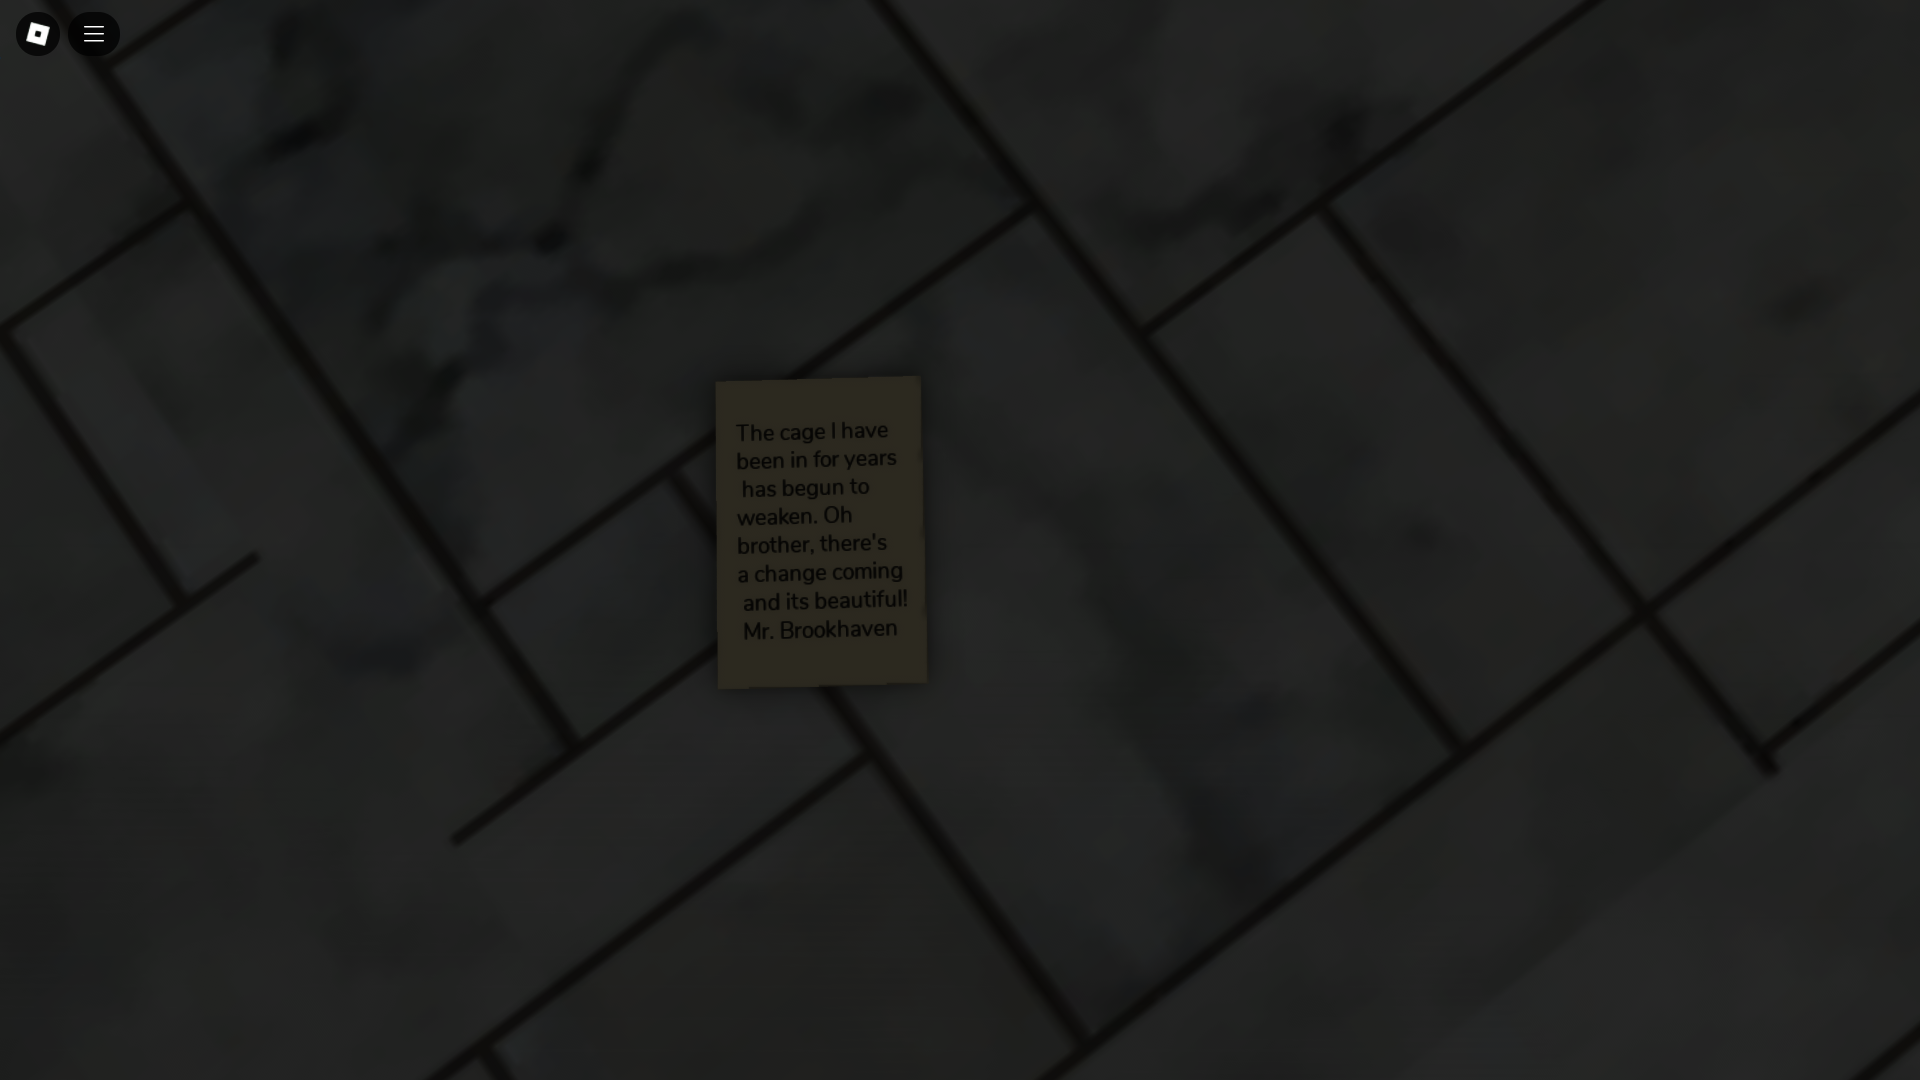 The cage I have
been in for years
has begun to
weaken. Oh
brother, there's
a change coming
and its beautiful!
Mr. Brookhaven